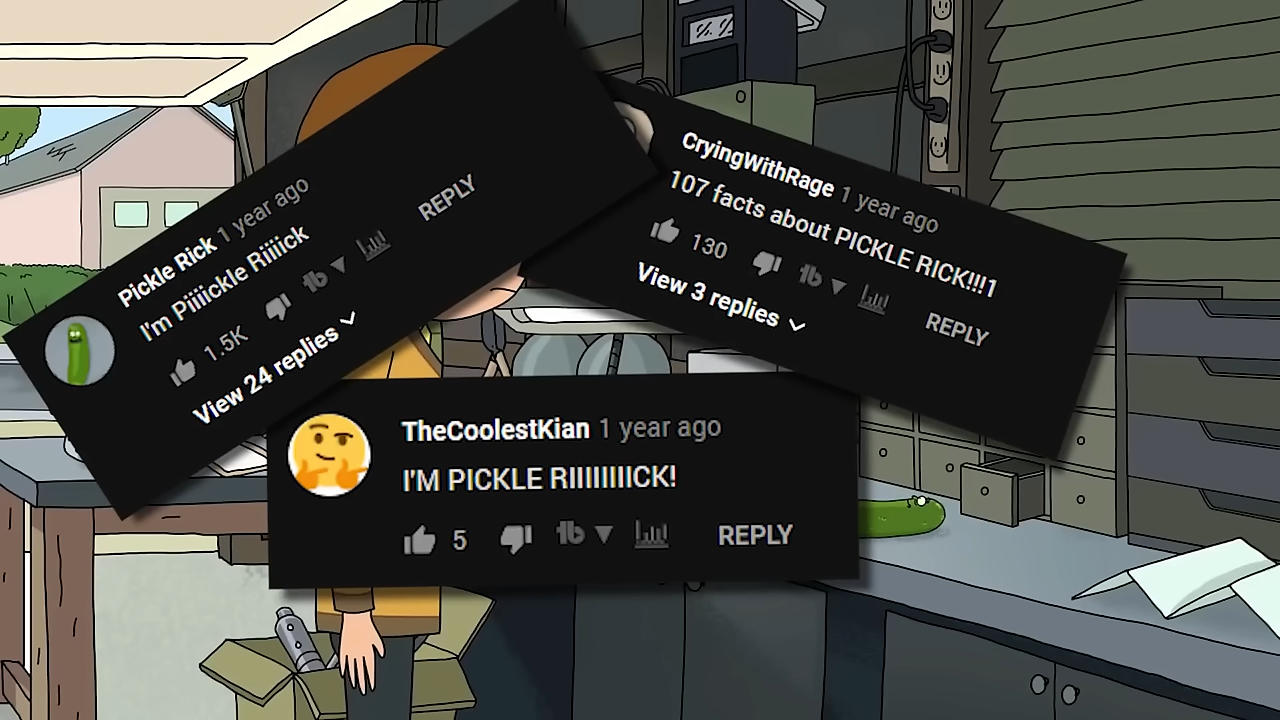 Pickle Rick 1 year ago
I'm Piiiickle Riiiick
1.5K
REPLY
View 24 replies
CryingWithRage 1 year ago
107 facts about PICKLE RICK!!!1
130
REPLY
View 3 replies
TheCoolestKian 1 year ago
I'M PICKLE RIIIIIIIICK!
5
REPLY